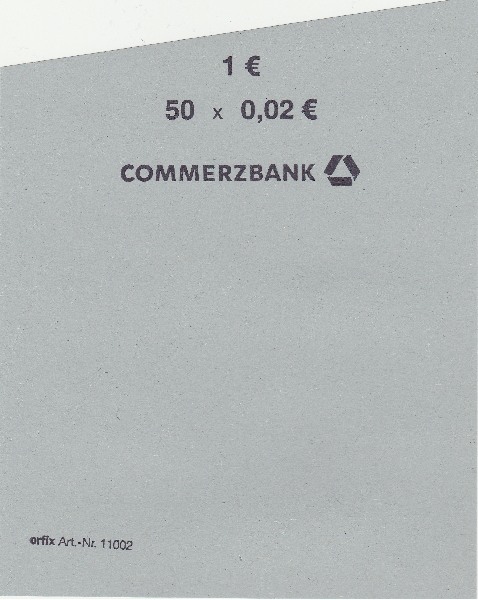 1 €
50 x 0,02 €
COMMERZBANK
orfix Art.-Nr. 11002